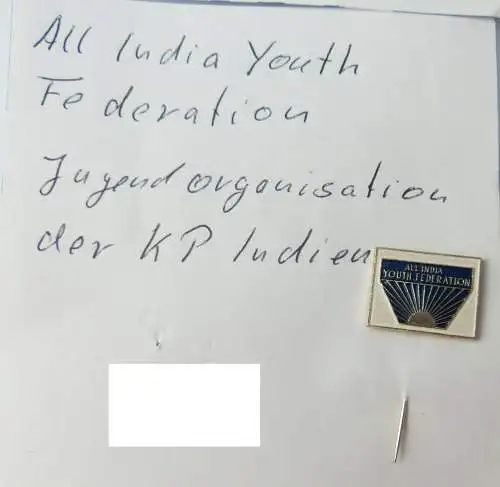 All India Youth
Federation
Jugendorganisation
der KP Indien
ALL INDIA
YOUTH FEDERATION